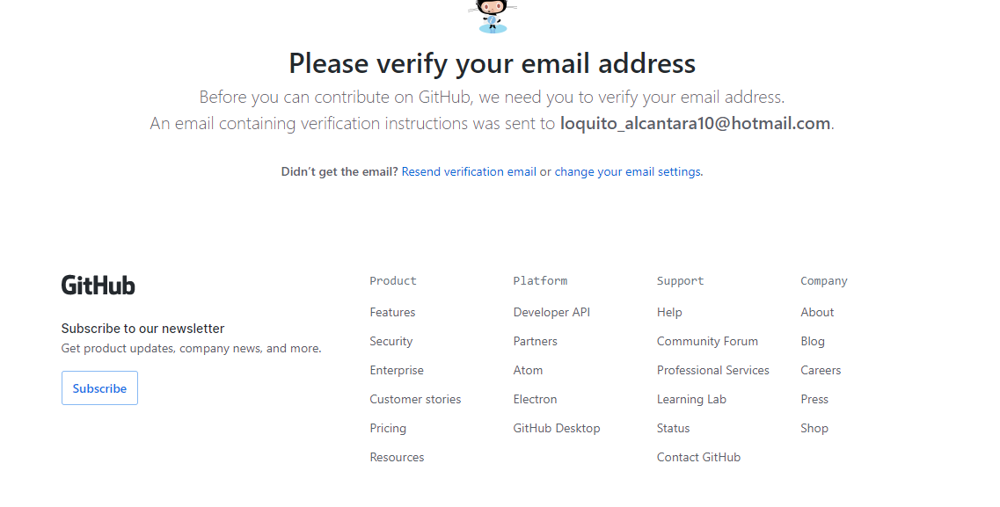 Please verify your email address
Before you can contribute on GitHub, we need you to verify your email address.
An email containing verification instructions was sent to loquito_alcantara10@hotmail.com.
Didn't get the email? Resend verification email or change your email settings.
GitHub
Subscribe to our newsletter
Get product updates, company news, and more.
Subscribe
Product
Features
Security
Enterprise
Customer stories
Pricing
Resources
Platform
Developer API
Partners
Atom
Electron
GitHub Desktop
Support
Help
Community Forum
Professional Services
Learning Lab
Status
Contact GitHub
Company
About
Blog
Careers
Press
Shop